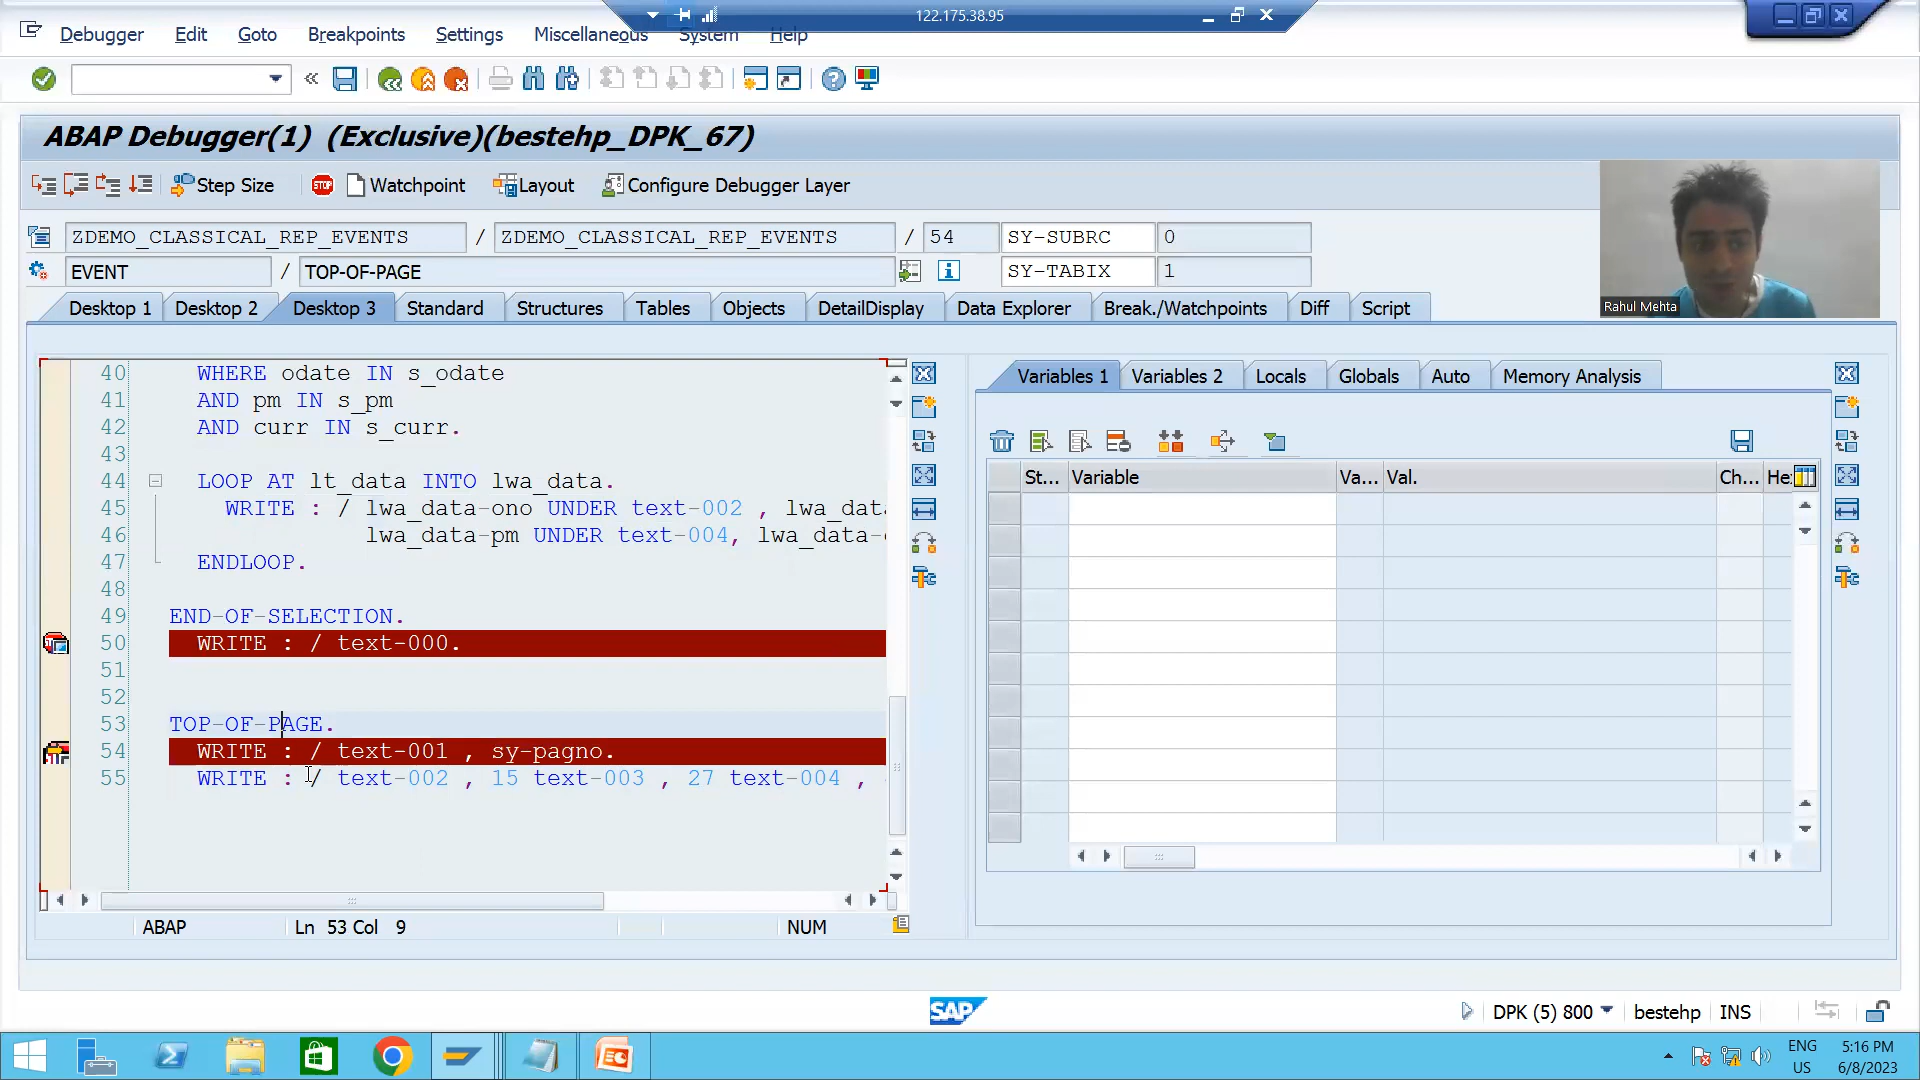 122.175.38.95
Debugger Edit Goto Breakpoints Settings Miscellaneous System Help
ABAP Debugger(1) (Exclusive)(bestehp_DPK_67)
Step Size STOP Watchpoint Layout Configure Debugger Layer
ZDEMO_CLASSICAL_REP_EVENTS / ZDEMO_CLASSICAL_REP_EVENTS / 54 SY-SUBRC 0
EVENT / TOP-OF-PAGE SY-TABIX 1
Rahul Mehta
Desktop 1 Desktop 2 Desktop 3 Standard Structures Tables Objects DetailDisplay Data Explorer Break./Watchpoints Diff Script
Variables 1 Variables 2 Locals Globals Auto Memory Analysis
St... Variable Va... Val. Ch... He
40 WHERE odate IN s_odate
41 AND pm IN s_pm
42 AND curr IN s_curr.
43
44 LOOP AT lt_data INTO lwa_data.
45 WRITE : / lwa_data-ono UNDER text-002 , lwa_data
46 lwa_data-pm UNDER text-004, lwa_data-
47 ENDLOOP.
48
49 END-OF-SELECTION.
50 WRITE : / text-000.
51
52
53 TOP-OF-PAGE.
54 WRITE : / text-001 , sy-pagno.
55 WRITE : / text-002 , 15 text-003 , 27 text-004 ,
ABAP Ln 53 Col 9 NUM
SAP DPK (5) 800 bestehp INS
ENG 5:16 PM
US 6/8/2023